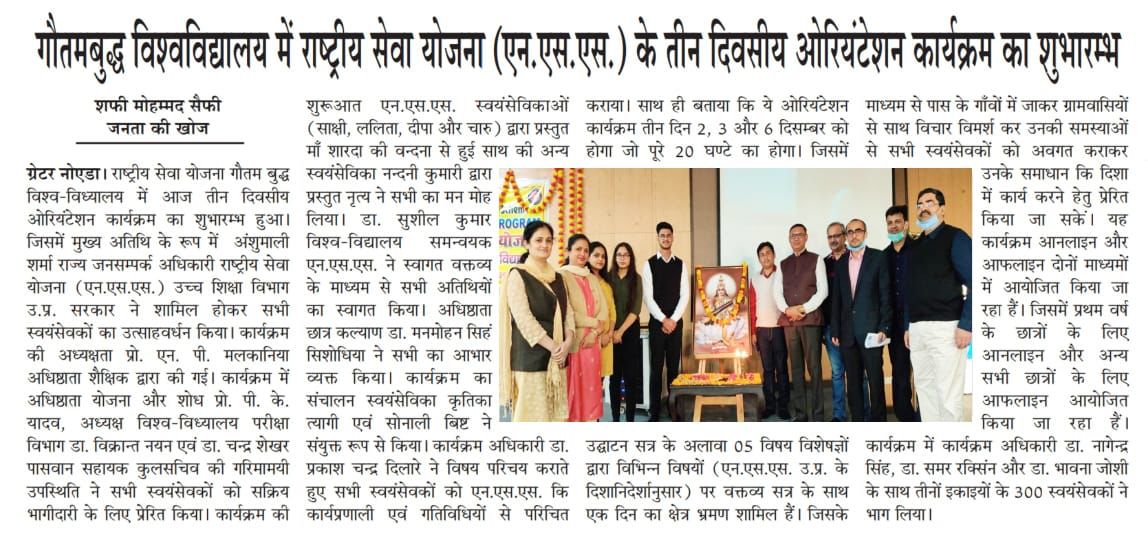 गौतमबुद्ध विश्वविद्यालय में राष्ट्रीय सेवा योजना (एन.एस.एस.) के तीन दिवसीय ओरियंटेशन कार्यक्रम का शुभारम्भ
शफी मोहम्मद सैफी
जनता की खोज
ग्रेटर नोएडा। राष्ट्रीय सेवा योजना गौतम बुद्ध
विश्व-विध्यालय में आज तीन दिवसीय
ओरियंटेशन कार्यक्रम का शुभारम्भ हुआ।
जिसमें मुख्य अतिथि के रूप में अंशुमाली
शर्मा राज्य जनसमपर्क अधिकारी राष्ट्रीय सेवा
योजना (एन.एस.एस.) उच्च शिक्षा विभाग
उ.प्र. सरकार ने शामिल होकर सभी
स्वयंसेवकों का उत्साहवर्धन किया। कार्यक्रम
की अध्यक्षता प्रो. एन. पी. मलकानिया
अधिष्ठाता शैक्षिक द्वारा की गई। कार्यक्रम में
अधिष्ठाता योजना और शोध प्रो. पी. के.
यादव, अध्यक्ष विश्व-विध्यालय परीक्षा
विभाग डा. विक्रान्त नयन एवं डा. चन्द्र शेखर
पासवान सहायक कुलसचिव की गरिमामयी
उपस्थिति ने सभी स्वयंसेवकों को सक्रिय
भागीदारी के लिए प्रेरित किया। कार्यक्रम की
शुरूआत एन.एस.एस. स्वयंसेविकाओं
(साक्षी, ललिता, दीपा और चारु) द्वारा प्रस्तुत
माँ शारदा की वन्दना से हुई साथ की अन्य
स्वयंसेविका नन्दनी कुमारी द्वारा
प्रस्तुत नृत्य ने सभी का मन मोह
लिया। डा. सुशील कुमार
विश्व-विद्यालय समन्वयक
एन.एस.एस. ने स्वागत वक्तव्य
के माध्यम से सभी अतिथियों
का स्वागत किया। अधिष्ठाता
छात्र कल्याण डा. मनमोहन सिहं
सिशोधिया ने सभी का आभार
व्यक्त किया। कार्यक्रम का
संचालन स्वयंसेविका कृतिका
त्यागी एवं सोनाली बिष्ट ने
संयुक्त रूप से किया। कार्यक्रम अधिकारी डा.
प्रकाश चन्द्र दिलारे ने विषय परिचय कराते
हुए सभी स्वयंसेवकों को एन.एस.एस. कि
कार्यप्रणाली एवं गतिविधियों से परिचित
कराया। साथ ही बताया कि ये ओरियंटेशन
कार्यक्रम तीन दिन 2, 3 और 6 दिसम्बर को
होगा जो पूरे 20 घण्टे का होगा। जिसमें
PROGRAM
उद्घाटन सत्र के अलावा 05 विषय विशेषज्ञों
द्वारा विभिन्न विषयों (एन.एस.एस. उ.प्र. के
दिशानिदेर्शानुसार) पर वक्तव्य सत्र के साथ
एक दिन का क्षेत्र भ्रमण शामिल हैं। जिसके
माध्यम से पास के गाँवों में जाकर ग्रामवासियों
से साथ विचार विमर्श कर उनकी समस्याओं
से सभी स्वयंसेवकों को अवगत कराकर
उनके समाधान कि दिशा
में कार्य करने हेतु प्रेरित
किया जा सके। यह
कार्यक्रम आनलाइन और
आफलाइन दोनों माध्यमों
में आयोजित किया जा
रहा हैं। जिसमें प्रथम वर्ष
के छात्रों के लिए
आनलाइन और अन्य
सभी छात्रों के लिए
आफलाइन आयोजित
किया जा रहा हैं।
कार्यक्रम में कार्यक्रम अधिकारी डा. नागेन्द्र
सिंह, डा. समर रक्सिंन और डा. भावना जोशी
के साथ तीनों इकाइयों के 300 स्वयंसेवकों ने
भाग लिया।